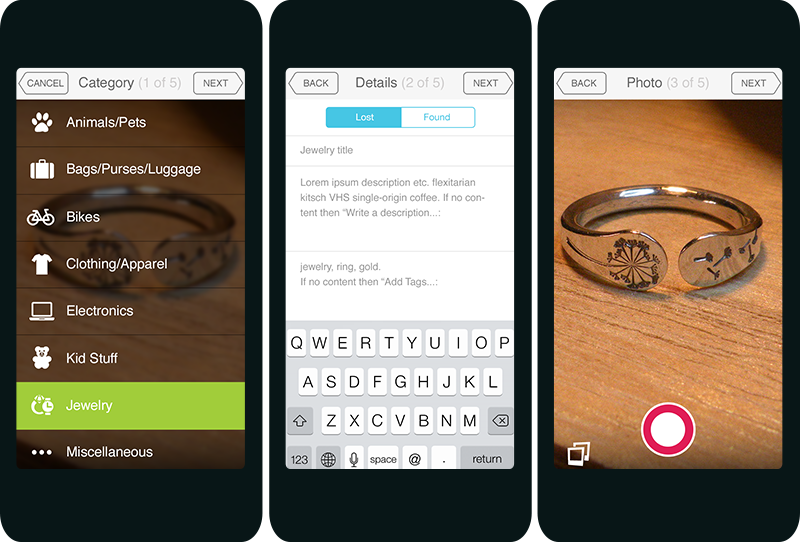 CANCEL Category (1 of 5) NEXT
Animals/Pets
Bags/Purses/Luggage
Bikes
Clothing/Apparel
Electronics
Kid Stuff
Jewelry
Miscellaneous
BACK Details (2 of 5) NEXT
Lost Found
Jewelry title
Lorem ipsum description etc. flexitarian
kitsch VHS single-origin coffee. If no con-
tent then “Write a description...:
jewelry, ring, gold.
If no content then “Add Tags...:
Q W E R T Y U I O P
A S D F G H J K L
Z X C V B N M
123 space @ . return
BACK Photo (3 of 5) NEXT